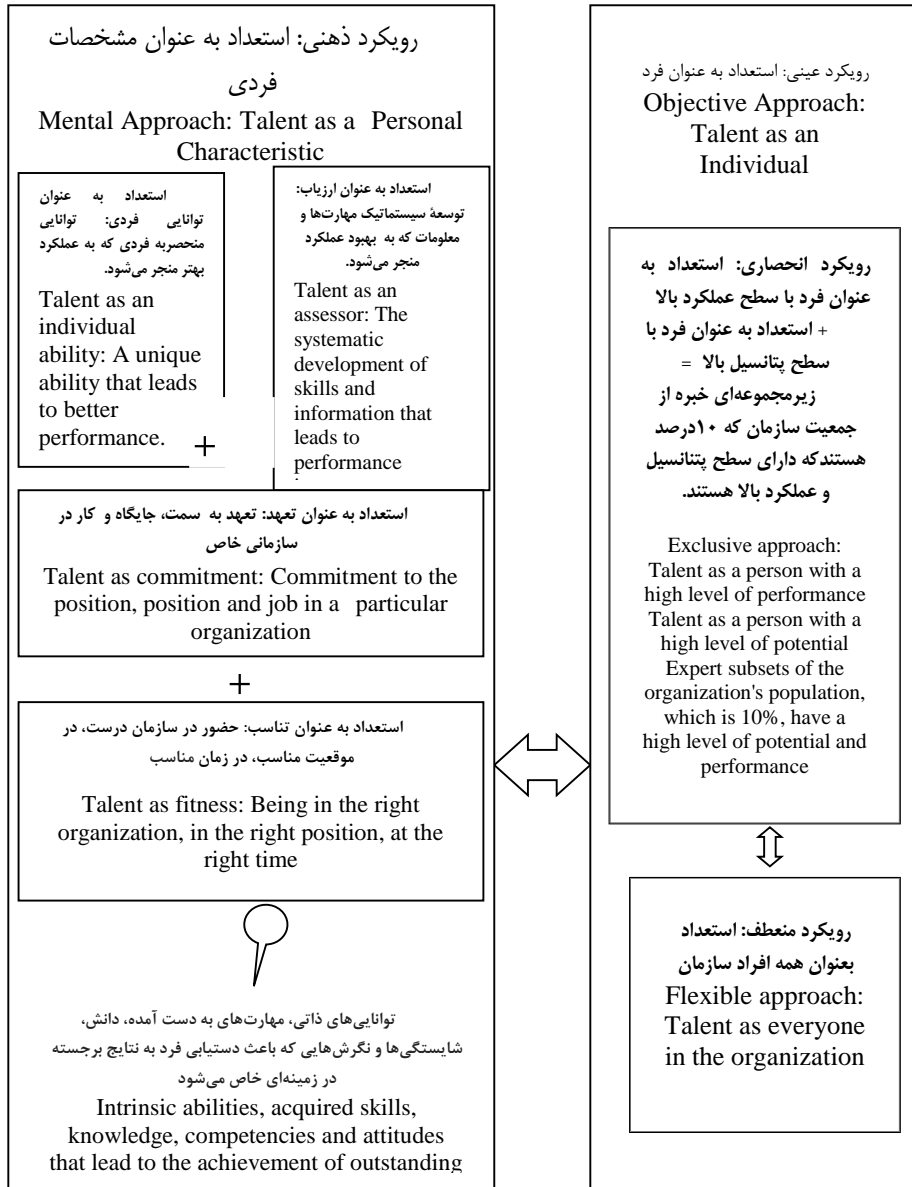 رویکرد ذهنی: استعداد به عنوان مشخصات
فردی
Mental Approach: Talent as a Personal
Characteristic
استعداد به عنوان
توانایی فردی: توانایی
منحصربه فردی که به عملکرد
بهتر منجر می‌شود.
Talent as an
individual
ability: A unique
ability that leads
to better
performance.
+
استعداد به عنوان ارزیاب:
توسعهٔ سیستماتیک مهارت‌ها و
معلومات که به بهبود عملکرد
منجر می‌شود.
Talent as an
assessor: The
systematic
development of
skills and
information that
leads to
performance
استعداد به عنوان تعهد: تعهد به سمت، جایگاه و کار در
سازمانی خاص
Talent as commitment: Commitment to the
position, position and job in a particular
organization
+
استعداد به عنوان تناسب: حضور در سازمان درست، در
موقعیت مناسب، در زمان مناسب
Talent as fitness: Being in the right
organization, in the right position, at the
right time
توانایی‌های ذاتی، مهارت‌های به دست آمده، دانش،
شایستگی‌ها و نگرش‌هایی که باعث دستیابی فرد به نتایج برجسته
در زمینه‌ای خاص می‌شود
Intrinsic abilities, acquired skills,
knowledge, competencies and attitudes
that lead to the achievement of outstanding
رویکرد عینی: استعداد به عنوان فرد
Objective Approach:
Talent as an
Individual
رویکرد انحصاری: استعداد به
عنوان فرد با سطح عملکرد بالا
+ استعداد به عنوان فرد با
سطح پتانسیل بالا =
زیرمجموعه‌ای خبره از
جمعیت سازمان که ۱۰درصد
هستندکه دارای سطح پتنانسیل
و عملکرد بالا هستند.
Exclusive approach:
Talent as a person with a
high level of performance
Talent as a person with a
high level of potential
Expert subsets of the
organization's population,
which is 10%, have a
high level of potential and
performance
رویکرد منعطف: استعداد
بعنوان همه افراد سازمان
Flexible approach:
Talent as everyone
in the organization